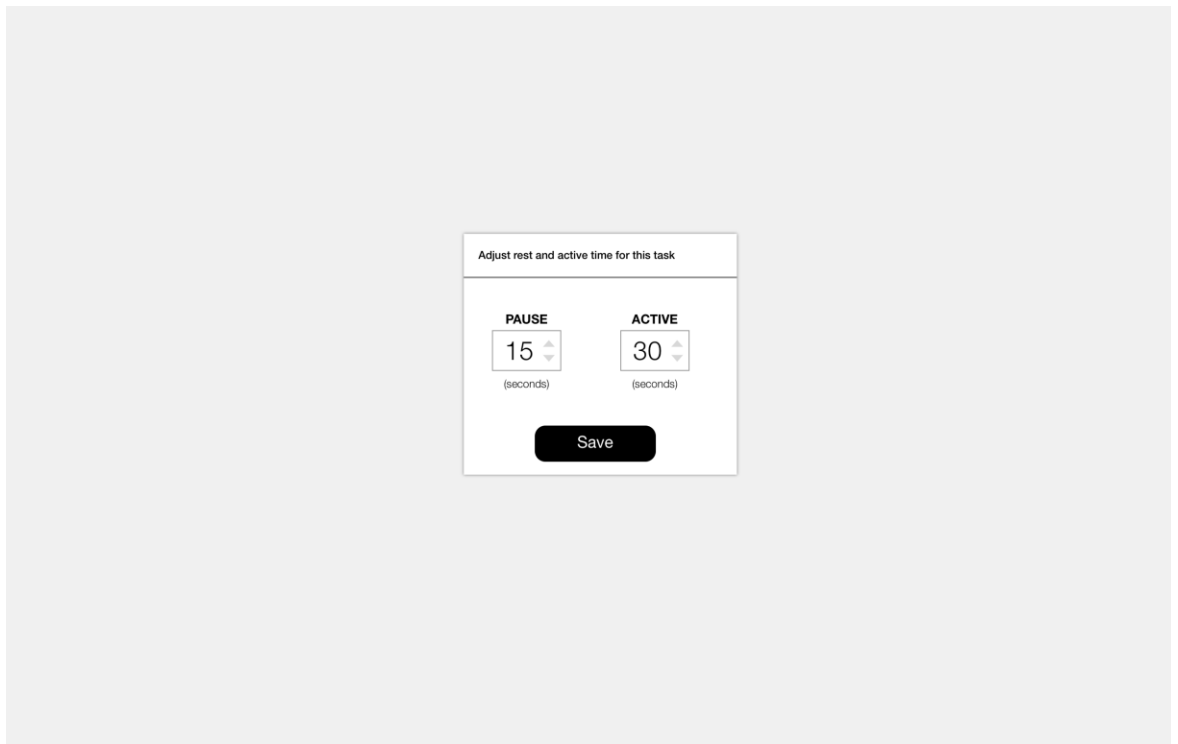 Adjust rest and active time for this task
PAUSE ACTIVE
15 30
(seconds) (seconds)
Save